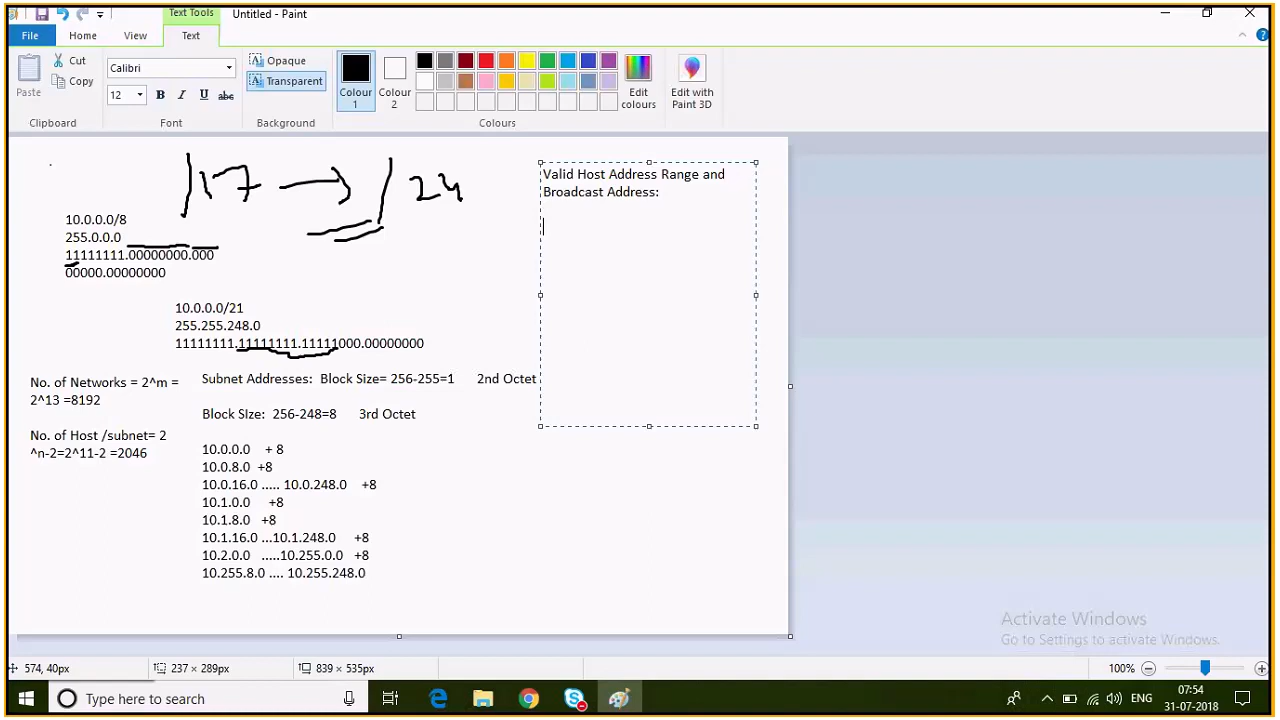 Text Tools
Untitled - Paint
File
Home
View
Text
Paste
Cut
Copy
Clipboard
Calibri
12
B I U abc
Font
Opaque
Transparent
Background
Colour 1
Colour 2
Edit colours
Edit with Paint 3D
Colours
/17 /24
10.0.0.0/8
255.0.0.0
11111111.00000000.000
00000.00000000
10.0.0.0/21
255.255.248.0
11111111.11111111.11111000.00000000
No. of Networks = 2^m =
2^13 =8192
No. of Host /subnet= 2
^n-2=2^11-2 =2046
Subnet Addresses: Block Size= 256-255=1 2nd Octet
Block SIze: 256-248=8 3rd Octet
10.0.0.0 + 8
10.0.8.0 +8
10.0.16.0 ..... 10.0.248.0 +8
10.1.0.0 +8
10.1.8.0 +8
10.1.16.0 ...10.1.248.0 +8
10.2.0.0 .....10.255.0.0 +8
10.255.8.0 .... 10.255.248.0
Valid Host Address Range and
Broadcast Address:
Activate Windows
Go to Settings to activate Windows.
574, 40px
237 × 289px
839 × 535px
100%
Type here to search
ENG
07:54
31-07-2018